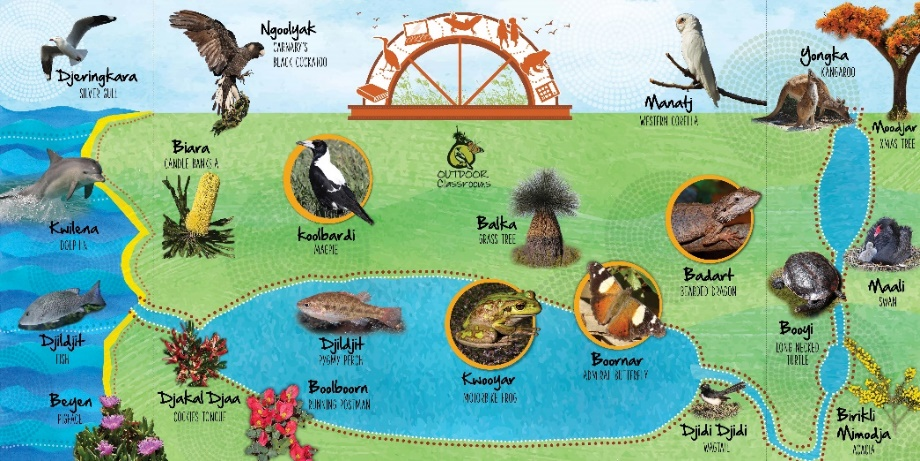 Djeringkara
SILVER GULL
Ngoolyak
CARNABY'S
BLACK COCKATOO
Manatj
WESTERN CORELLA
Yongka
KANGAROO
Moodjar
XMAS TREE
Biara
CANDLE BANKSIA
OUTDOOR
Classrooms
Kwilena
DOLPHIN
Koolbardi
MAGPIE
Balka
GRASS TREE
Badart
BEARDED DRAGON
Maali
SWAN
Booyi
LONG NECKED
TURTLE
Djildjit
FISH
Djildjit
PYGMY PERCH
Kwooyar
MOTORBIKE FROG
Boornar
ADMIRAL BUTTERFLY
Beyen
PIGFACE
Djakal Djaa
COCKIES TONGUE
Boolboorn
RUNNING POSTMAN
Djidi Djidi
WAGTAIL
Birikli
Mimodja
ACACIA